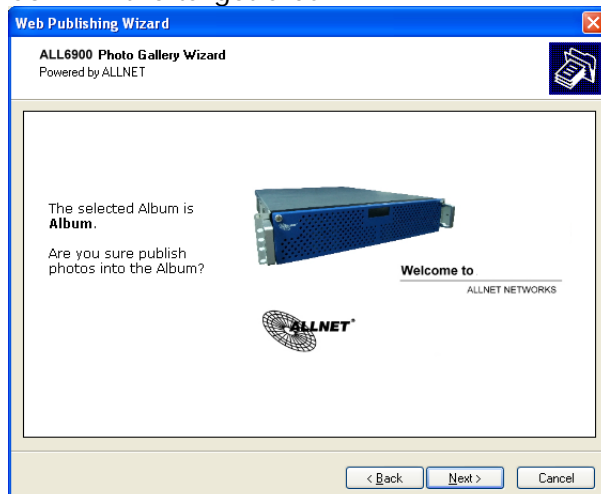 Web Publishing Wizard
ALL6900 Photo Gallery Wizard
Powered by ALLNET
The selected Album is
Album.
Are you sure publish
photos into the Album?
Welcome to
ALLNET NETWORKS
ALLNET
< Back
Next >
Cancel